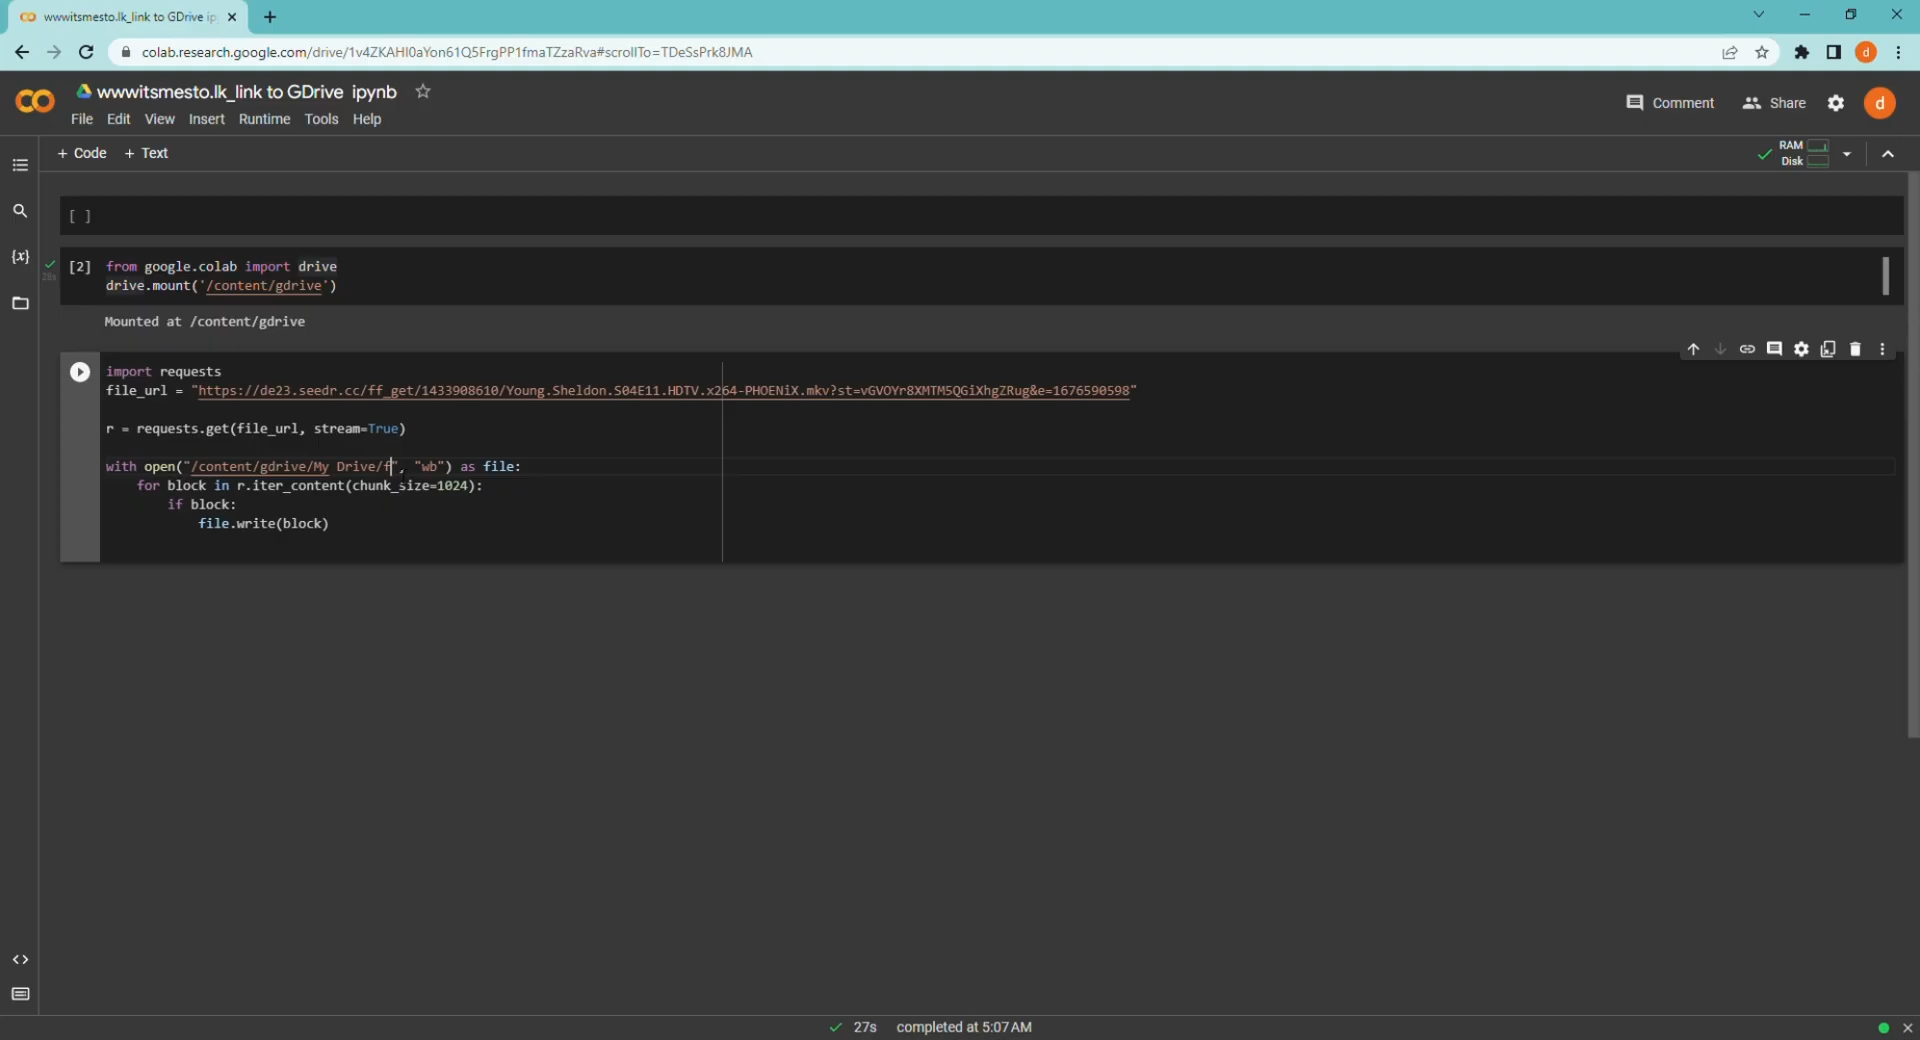 wwwitsmesto.lk_link to GDrive ip
colab.research.google.com/drive/1v4ZKAHI0aYon61Q5FrgPP1fmaTZzaRva#scrollTo=TDeSsPrk8JMA
d
wwwitsmesto.lk_link to GDrive ipynb
Comment
Share
d
File Edit View Insert Runtime Tools Help
+ Code + Text
RAM
Disk
[ ]
{x}
28s
[2] from google.colab import drive
drive.mount('/content/gdrive')
Mounted at /content/gdrive
import requests
file_url = "https://de23.seedr.cc/ff_get/1433908610/Young.Sheldon.S04E11.HDTV.x264-PHOENiX.mkv?st=vGVOYr8XMTM5QGiXhgZRug&e=1676590598"
r = requests.get(file_url, stream=True)
with open("/content/gdrive/My Drive/f", "wb") as file:
for block in r.iter_content(chunk_size=1024):
if block:
file.write(block)
27s completed at 5:07 AM